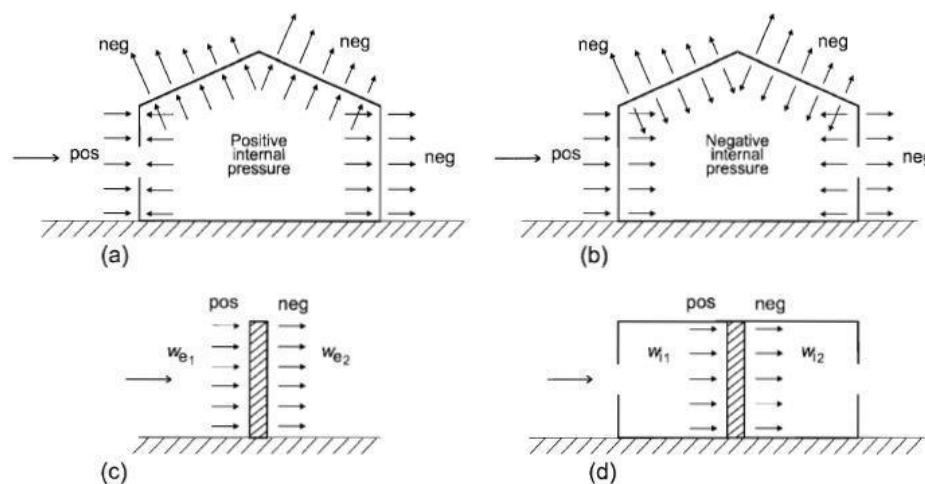 neg
neg
pos
Positive
internal
pressure
neg
(a)
neg
neg
pos
Negative
internal
pressure
neg
(b)
pos
neg
we1
we2
(c)
pos
neg
wi1
wi2
(d)